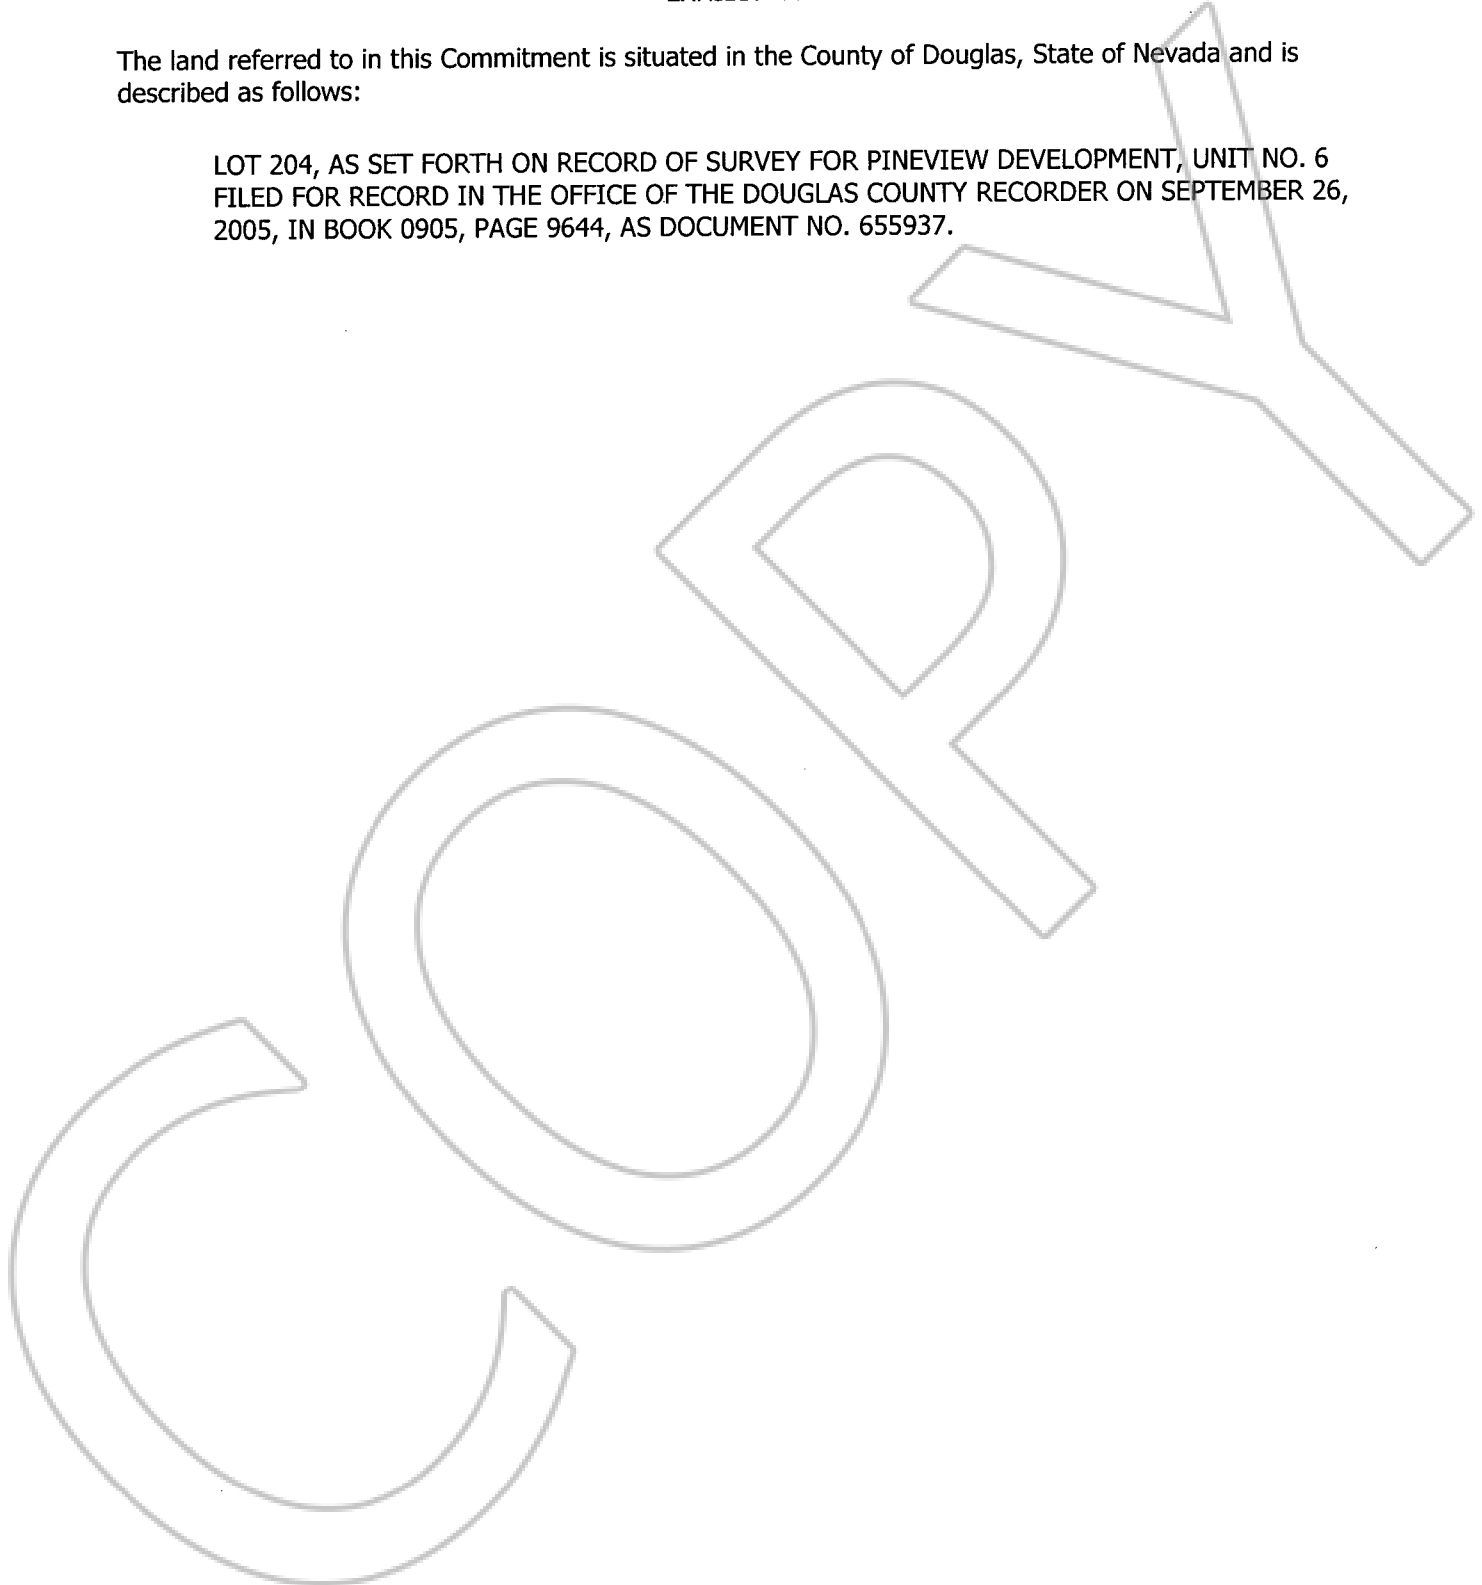 The land referred to in this Commitment is situated in the County of Douglas, State of Nevada and is
described as follows:
LOT 204, AS SET FORTH ON RECORD OF SURVEY FOR PINEVIEW DEVELOPMENT, UNIT NO. 6
FILED FOR RECORD IN THE OFFICE OF THE DOUGLAS COUNTY RECORDER ON SEPTEMBER 26,
2005, IN BOOK 0905, PAGE 9644, AS DOCUMENT NO. 655937.
COPY